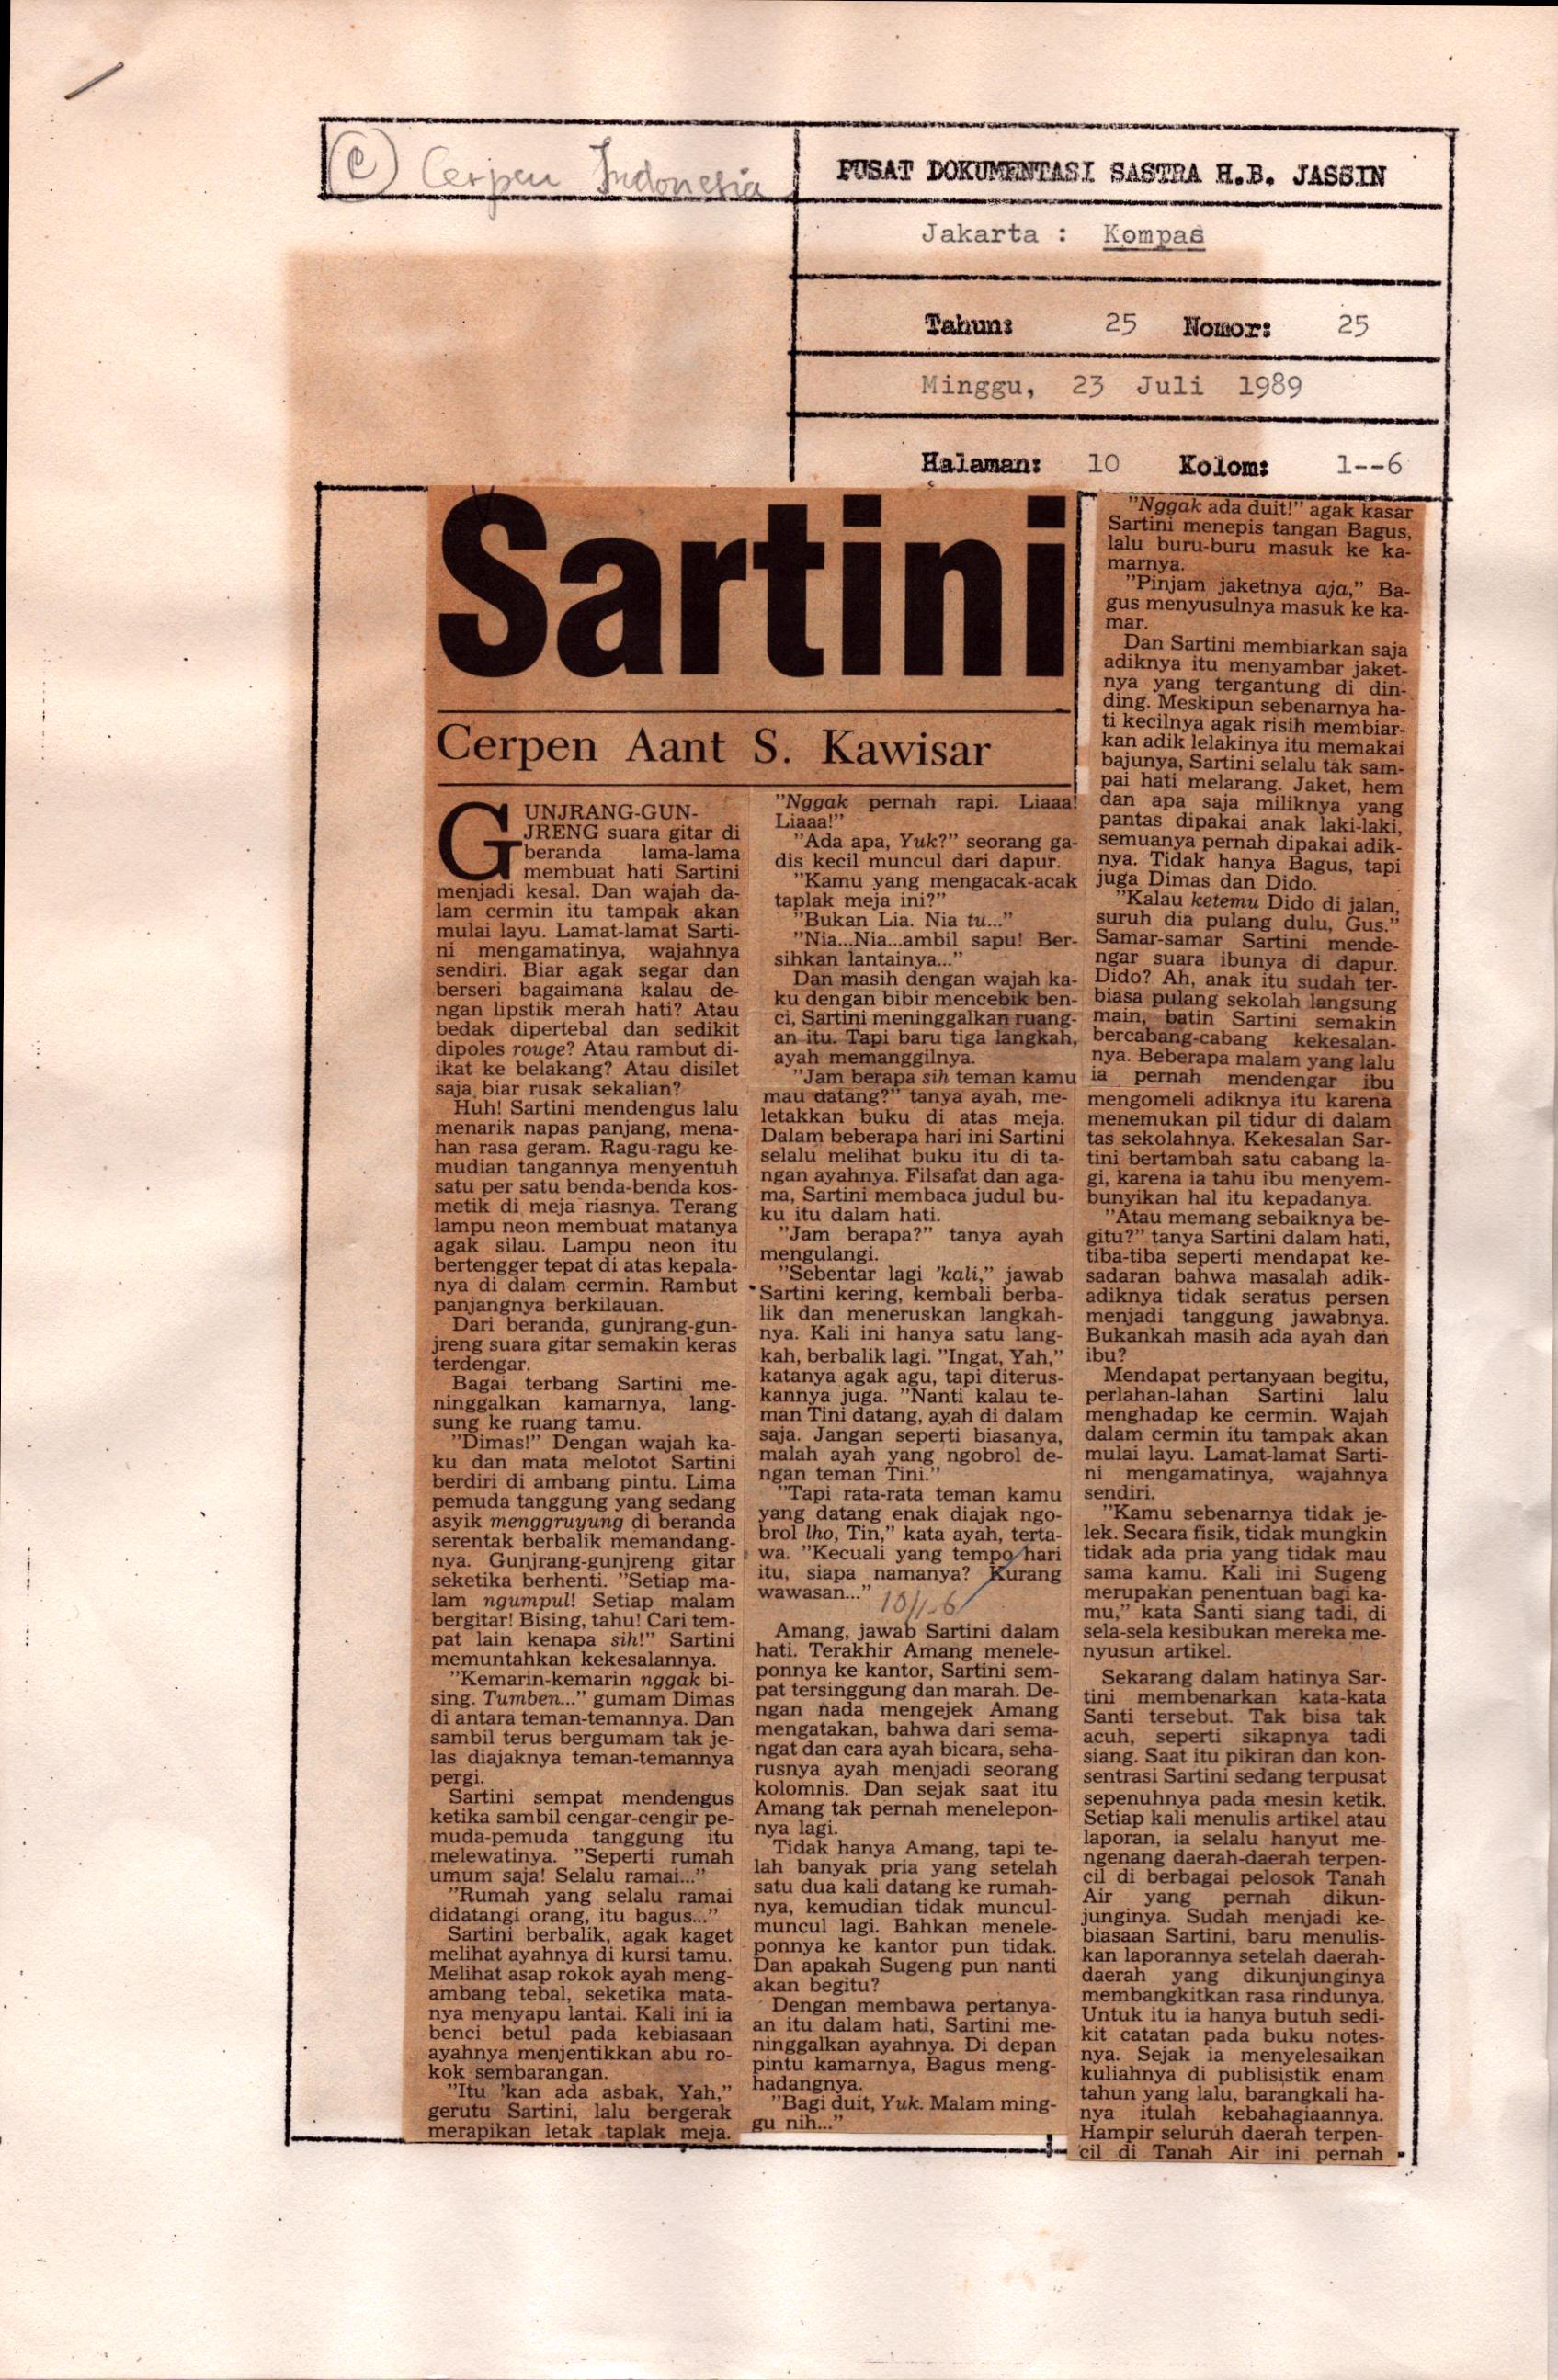 (C) Cerpen Indonesia
PUSAT DOKUMENTASI SASTRA H.B. JASSIN
Jakarta : Kompas
Tahun: 25 Nomor: 25
Minggu, 23 Juli 1989
Halaman: 10 Kolom: 1--6
Sartini
Cerpen Aant S. Kawisar
GUNJRANG-GUN-
JRENG suara gitar di
beranda lama-lama
membuat hati Sartini
menjadi kesal. Dan wajah da-
lam cermin itu tampak akan
mulai layu. Lamat-lamat Sarti-
ni mengamatinya, wajahnya
sendiri. Biar agak segar dan
berseri bagaimana kalau de-
ngan lipstik merah hati? Atau
bedak dipertebal dan sedikit
dipoles rouge? Atau rambut di-
ikat ke belakang? Atau disilet
saja biar rusak sekalian?
Huh! Sartini mendengus lalu
menarik napas panjang, mena-
han rasa geram. Ragu-ragu ke-
mudian tangannya menyentuh
satu per satu benda-benda kos-
metik di meja riasnya. Terang
lampu neon membuat matanya
agak silau. Lampu neon itu
bertengger tepat di atas kepala-
nya di dalam cermin. Rambut
panjangnya berkilauan.
Dari beranda, gunjrang-gun-
jreng suara gitar semakin keras
terdengar.
Bagai terbang Sartini me-
ninggalkan kamarnya, lang-
sung ke ruang tamu.
"Dimas!" Dengan wajah ka-
ku dan mata melotot Sartini
berdiri di ambang pintu. Lima
pemuda tanggung yang sedang
asyik menggruyung di beranda
serentak berbalik memandang-
nya. Gunjrang-gunjreng gitar
seketika berhenti. "Setiap ma-
lam ngumpul! Setiap malam
bergitar! Bising, tahu! Cari tem-
pat lain kenapa sih!" Sartini
memuntahkan kekesalannya.
"Kemarin-kemarin nggak bi-
sing. Tumben..." gumam Dimas
di antara teman-temannya. Dan
sambil terus bergumam tak je-
las diajaknya teman-temannya
pergi.
Sartini sempat mendengus
ketika sambil cengar-cengir pe-
muda-pemuda tanggung itu
melewatinya. "Seperti rumah
umum saja! Selalu ramai..."
"Rumah yang selalu ramai
didatangi orang, itu bagus..."
Sartini berbalik, agak kaget
melihat ayahnya di kursi tamu.
Melihat asap rokok ayah meng-
ambang tebal, seketika mata-
nya menyapu lantai. Kali ini ia
benci betul pada kebiasaan
ayahnya menjentikkan abu ro-
kok sembarangan.
"Itu 'kan ada asbak, Yah,"
gerutu Sartini, lalu bergerak
merapikan letak taplak meja.
"Nggak pernah rapi. Liaaa!
Liaaa!"
"Ada apa, Yuk?" seorang ga-
dis kecil muncul dari dapur.
"Kamu yang mengacak-acak
taplak meja ini?"
"Bukan Lia. Nia tu..."
"Nia...Nia...ambil sapu! Ber-
sihkan lantainya..."
Dan masih dengan wajah ka-
ku dengan bibir mencebik ben-
ci, Sartini meninggalkan ruang-
an itu. Tapi baru tiga langkah,
ayah memanggilnya.
"Jam berapa sih teman kamu
mau datang?" tanya ayah, me-
letakkan buku di atas meja.
Dalam beberapa hari ini Sartini
selalu melihat buku itu di ta-
ngan ayahnya. Filsafat dan aga-
ma, Sartini membaca judul bu-
ku itu dalam hati.
"Jam berapa?" tanya ayah
mengulangi.
"Sebentar lagi 'kali," jawab
Sartini kering, kembali berba-
lik dan meneruskan langkah-
nya. Kali ini hanya satu lang-
kah, berbalik lagi. "Ingat, Yah,"
katanya agak agu, tapi diterus-
kannya juga. "Nanti kalau te-
man Tini datang, ayah di dalam
saja. Jangan seperti biasanya,
malah ayah yang ngobrol de-
ngan teman Tini."
"Tapi rata-rata teman kamu
yang datang enak diajak ngo-
brol lho, Tin," kata ayah, terta-
wa. "Kecuali yang tempo hari
itu, siapa namanya? Kurang
wawasan..."
Amang, jawab Sartini dalam
hati. Terakhir Amang menele-
ponnya ke kantor, Sartini sem-
pat tersinggung dan marah. De-
ngan nada mengejek Amang
mengatakan, bahwa dari sema-
ngat dan cara ayah bicara, seha-
rusnya ayah menjadi seorang
kolomnis. Dan sejak saat itu
Amang tak pernah menelepon-
nya lagi.
Tidak hanya Amang, tapi te-
lah banyak pria yang setelah
satu dua kali datang ke rumah-
nya, kemudian tidak muncul-
muncul lagi. Bahkan menele-
ponnya ke kantor pun tidak.
Dan apakah Sugeng pun nanti
akan begitu?
Dengan membawa pertanya-
an itu dalam hati, Sartini me-
ninggalkan ayahnya. Di depan
pintu kamarnya, Bagus meng-
hadangnya.
"Bagi duit, Yuk. Malam ming-
gu nih..."
"Nggak ada duit!" agak kasar
Sartini menepis tangan Bagus,
lalu buru-buru masuk ke ka-
marnya.
"Pinjam jaketnya aja," Ba-
gus menyusulnya masuk ke ka-
mar.
Dan Sartini membiarkan saja
adiknya itu menyambar jaket-
nya yang tergantung di din-
ding. Meskipun sebenarnya ha-
ti kecilnya agak risih membiar-
kan adik lelakinya itu memakai
bajunya, Sartini selalu tak sam-
pai hati melarang. Jaket, hem
dan apa saja miliknya yang
pantas dipakai anak laki-laki,
semuanya pernah dipakai adik-
nya. Tidak hanya Bagus, tapi
juga Dimas dan Dido.
"Kalau ketemu Dido di jalan,
suruh dia pulang dulu, Gus."
Samar-samar Sartini mende-
ngar suara ibunya di dapur.
Dido? Ah, anak itu sudah ter-
biasa pulang sekolah langsung
main, batin Sartini semakin
bercabang-cabang kekesalan-
nya. Beberapa malam yang lalu
ia pernah mendengar ibu
mengomeli adiknya itu karena
menemukan pil tidur di dalam
tas sekolahnya. Kekesalan Sar-
tini bertambah satu cabang la-
gi, karena ia tahu ibu menyem-
bunyikan hal itu kepadanya.
"Atau memang sebaiknya be-
gitu?" tanya Sartini dalam hati,
tiba-tiba seperti mendapat ke-
sadaran bahwa masalah adik-
adiknya tidak seratus persen
menjadi tanggung jawabnya.
Bukankah masih ada ayah dan
ibu?
Mendapat pertanyaan begitu,
perlahan-lahan Sartini lalu
menghadap ke cermin. Wajah
dalam cermin itu tampak akan
mulai layu. Lamat-lamat Sarti-
ni mengamatinya, wajahnya
sendiri.
"Kamu sebenarnya tidak je-
lek. Secara fisik, tidak mungkin
tidak ada pria yang tidak mau
sama kamu. Kali ini Sugeng
merupakan penentuan bagi ka-
mu," kata Santi siang tadi, di
sela-sela kesibukan mereka me-
nyusun artikel.
Sekarang dalam hatinya Sar-
tini membenarkan kata-kata
Santi tersebut. Tak bisa tak
acuh, seperti sikapnya tadi
siang. Saat itu pikiran dan kon-
sentrasi Sartini sedang terpusat
sepenuhnya pada mesin ketik.
Setiap kali menulis artikel atau
laporan, ia selalu hanyut me-
ngenang daerah-daerah terpen-
cil di berbagai pelosok Tanah
Air yang pernah dikun-
junginya. Sudah menjadi ke-
biasaan Sartini, baru menulis-
kan laporannya setelah daerah-
daerah yang dikunjunginya
membangkitkan rasa rindunya.
Untuk itu ia hanya butuh sedi-
kit catatan pada buku notes-
nya. Sejak ia menyelesaikan
kuliahnya di publisistik enam
tahun yang lalu, barangkali ha-
nya itulah kebahagiaannya.
Hampir seluruh daerah terpen-
cil di Tanah Air ini pernah